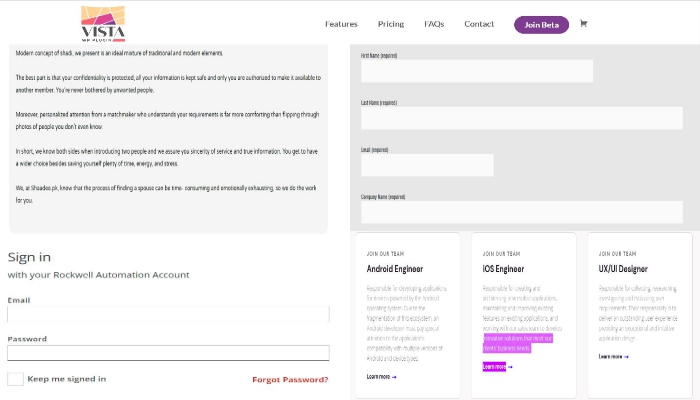 VISTA
WP PLUGIN
Features
Pricing
FAQs
Contact
Join Beta
Modern concept of shadi, we present is an ideal mixture of traditional and modern elements.
The best part is that your confidentiality is protected, all your information is kept safe and only you are authorized to make it available to
another member. You're never bothered by unwanted people.
Moreover, personalized attention from a matchmaker who understands your requirements is far more comforting than flipping through
photos of people you don't even know.
In short, we know both sides when introducing two people and we assure you sincerity of service and true information. You get to have
a wider choice besides saving yourself plenty of time, energy, and stress.
We, at Shaadee.pk, know that the process of finding a spouse can be time- consuming and emotionally exhausting, so we do the work
for you.
Sign in
with your Rockwell Automation Account
Email
Password
Keep me signed in
Forgot Password?
First Name (required)
Last Name (required)
Email (required)
Company Name (required)
JOIN OUR TEAM
Android Engineer
Responsible for developing applications
for devices powered by the Android
operating system. Due to the
fragmentation of this ecosystem, an
Android developer must pay special
attention to the application's
compatibility with multiple versions of
Android and device types.
Learn more →
JOIN OUR TEAM
IOS Engineer
Responsible for creating and
architecting new mobile applications,
maintaining and improving existing
features on existing applications, and
working with our sales team to develop
innovative solutions that meet our
clients' business needs.
Learn more →
JOIN OUR TEAM
UX/UI Designer
Responsible for collecting, researching,
investigating and evaluating user
requirements. Their responsibility is to
deliver an outstanding user experience
providing an exceptional and intuitive
application design.
Learn more →